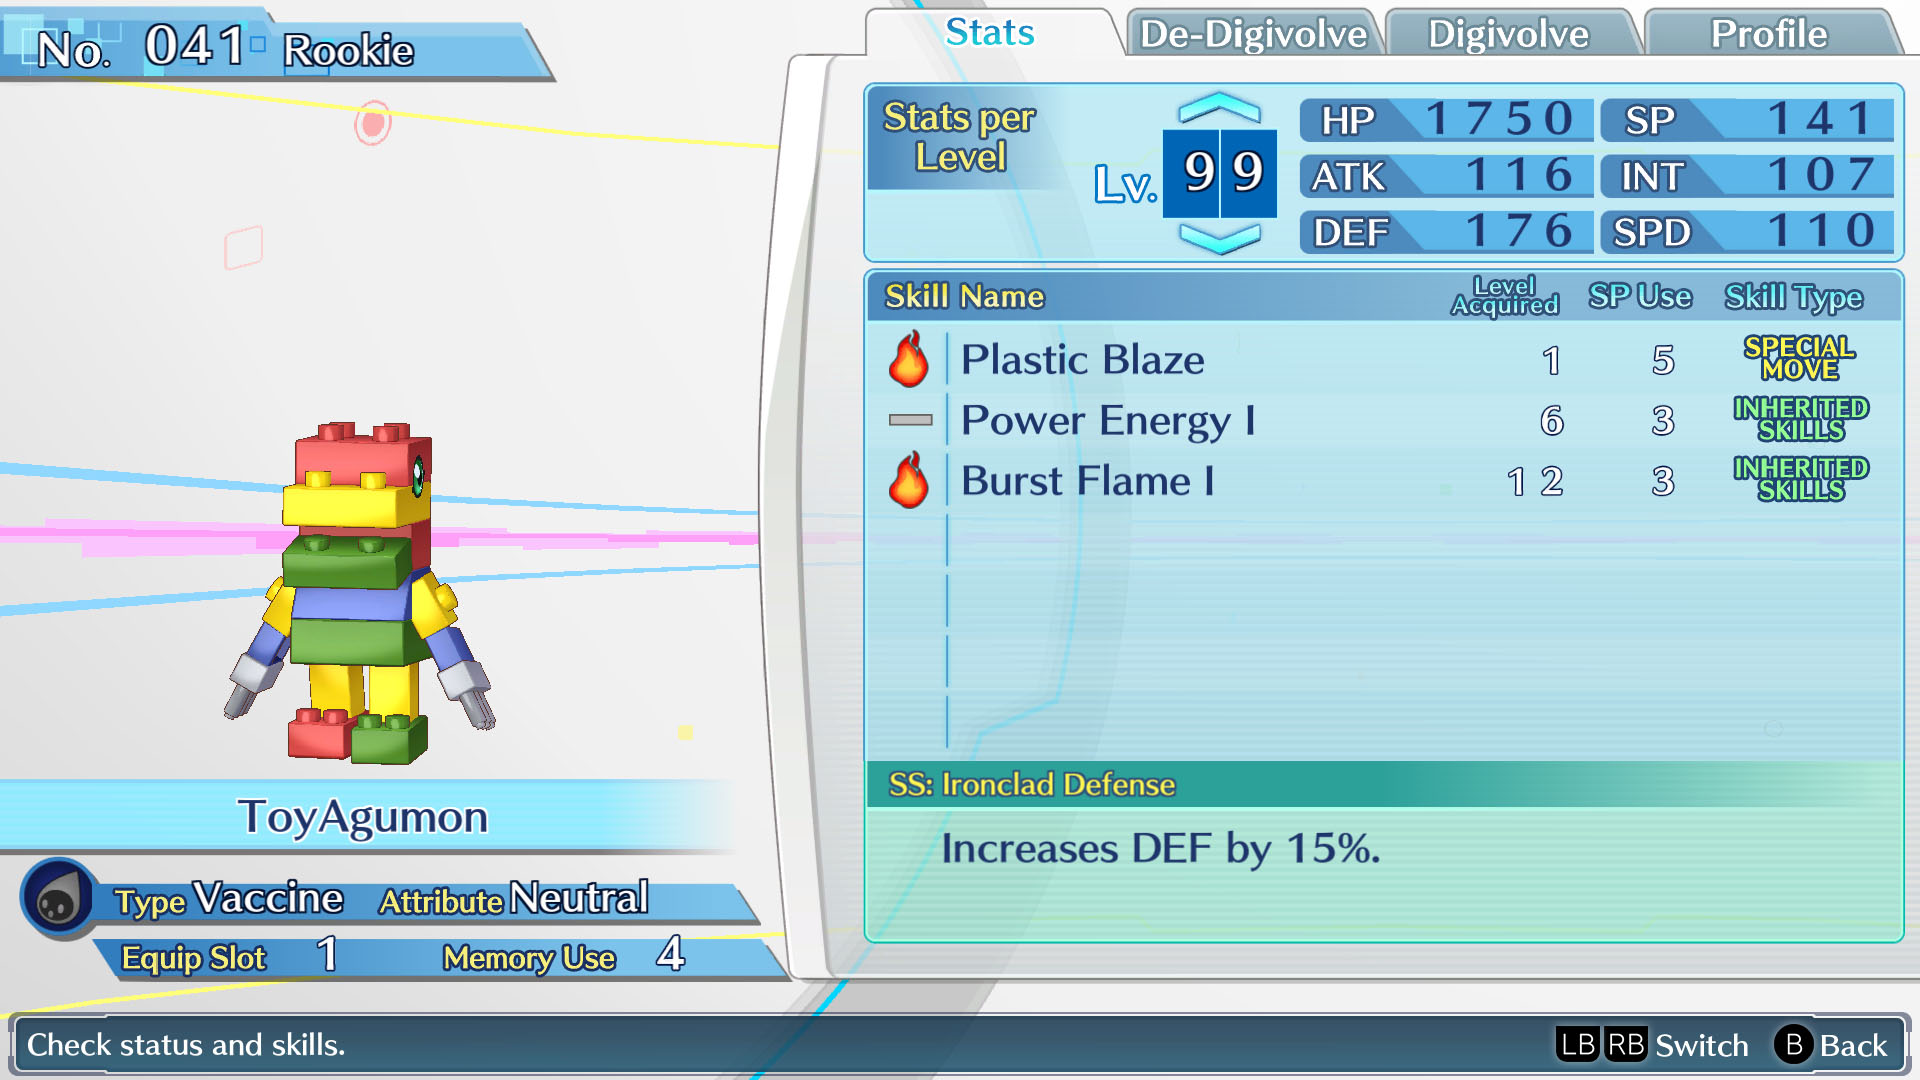 No. 041 Rookie
Stats
De-Digivolve
Digivolve
Profile
Stats per
Level
Lv. 99
HP 1750
SP 141
ATK 116
INT 107
DEF 176
SPD 110
Skill Name
Level
Acquired
SP Use
Skill Type
Plastic Blaze 1 5 SPECIAL
MOVE
Power Energy I 6 3 INHERITED
SKILLS
Burst Flame I 12 3 INHERITED
SKILLS
SS: Ironclad Defense
Increases DEF by 15%.
ToyAgumon
Type Vaccine Attribute Neutral
Equip Slot 1 Memory Use 4
Check status and skills.
LB RB Switch B Back